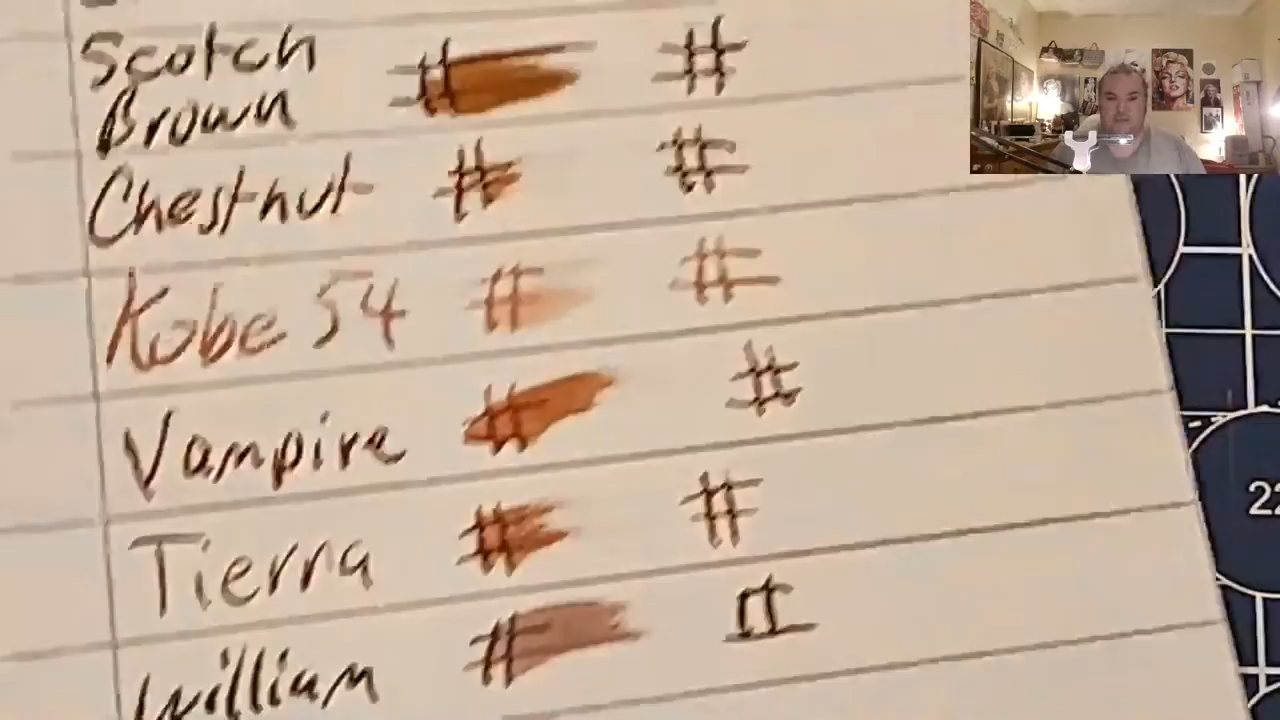 Scotch # #
Brown
Chestnut # #
Kobe 54 # #
Vampire # #
Tierra # #
William #
22